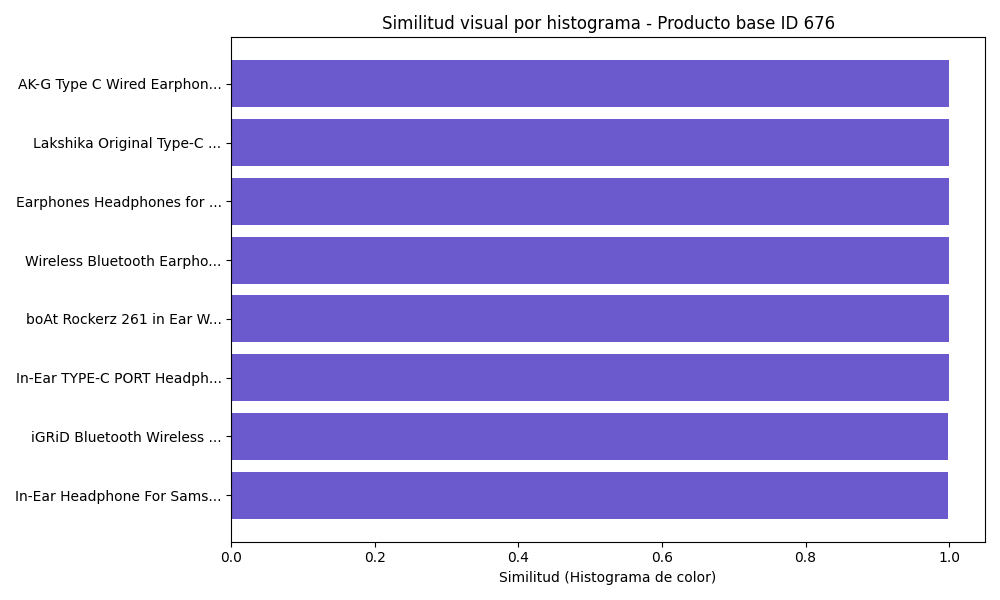 Similitud visual por histograma - Producto base ID 676
AK-G Type C Wired Earphon...
Lakshika Original Type-C ...
Earphones Headphones for ...
Wireless Bluetooth Earpho...
boAt Rockerz 261 in Ear W...
In-Ear TYPE-C PORT Headph...
iGRiD Bluetooth Wireless ...
In-Ear Headphone For Sams...
0.0 0.2 0.4 0.6 0.8 1.0
Similitud (Histograma de color)